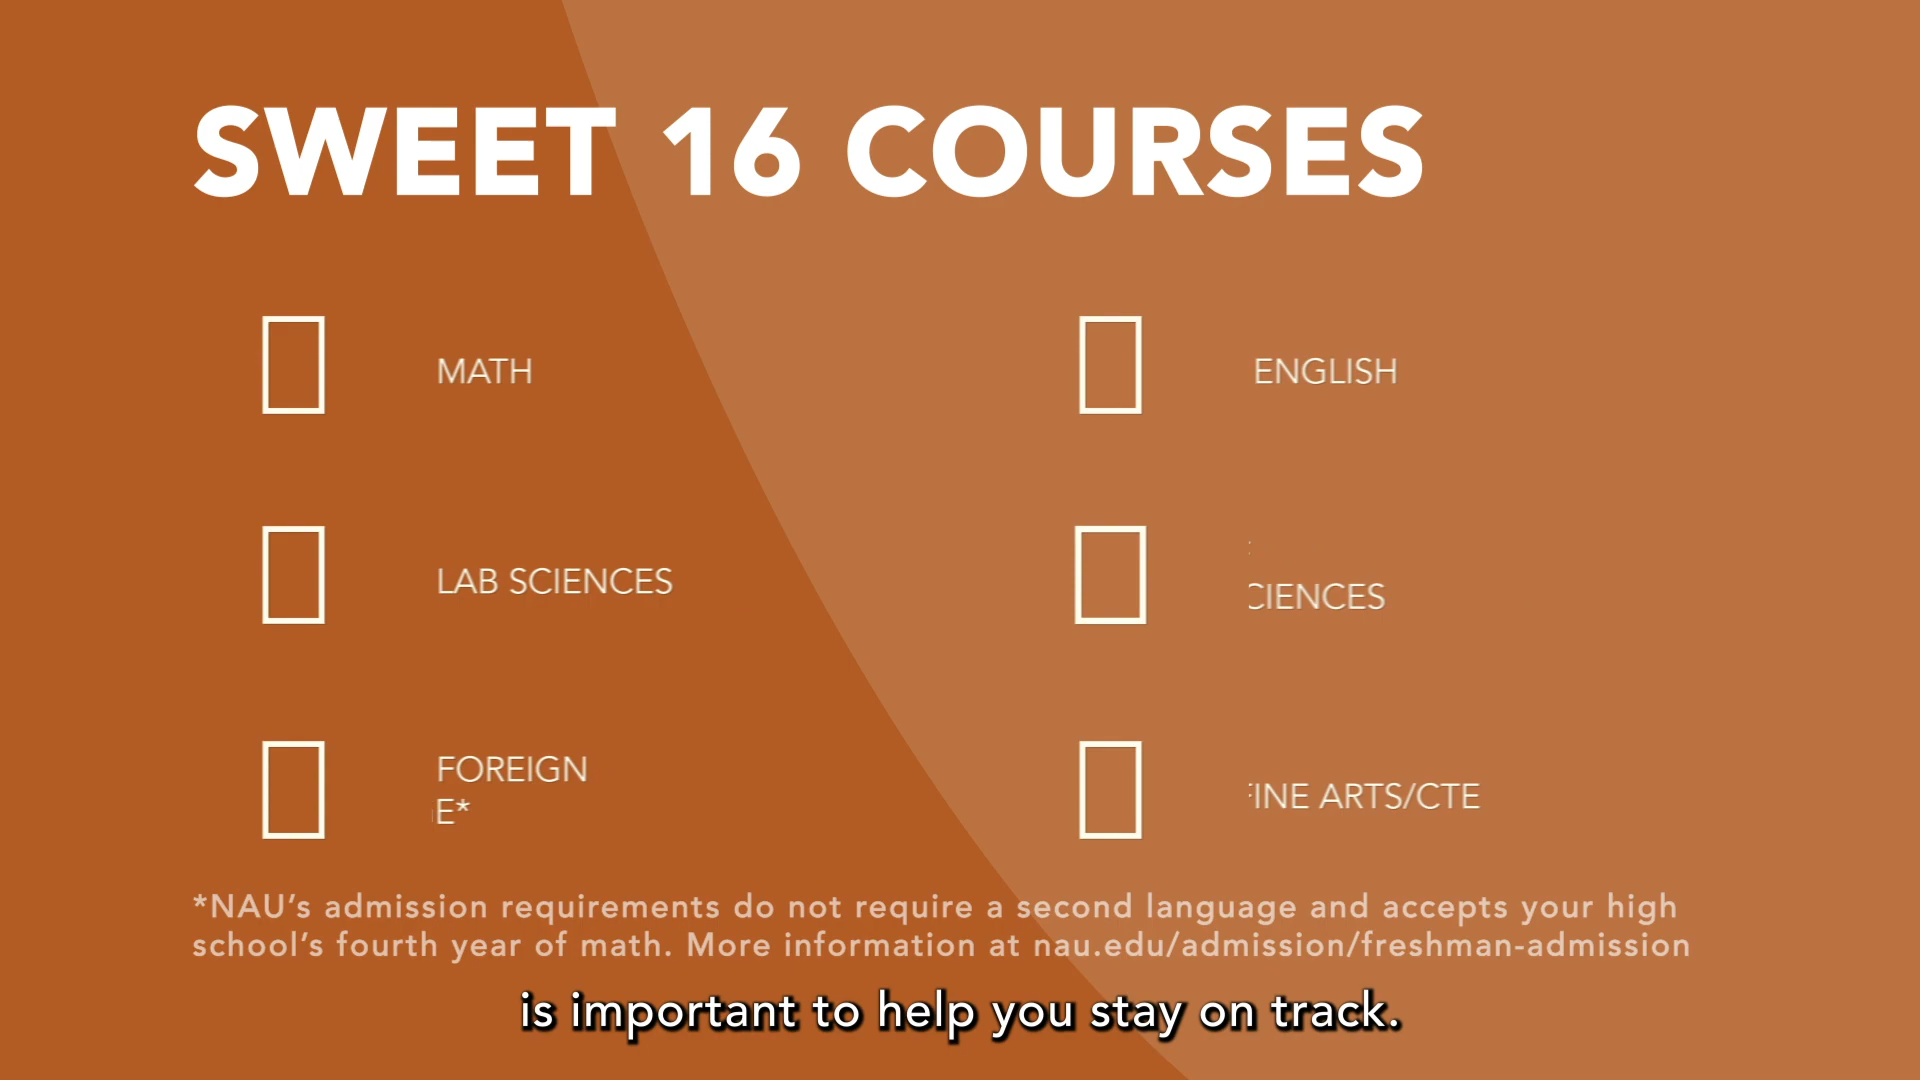 SWEET 16 COURSES
MATH
ENGLISH
LAB SCIENCES
CIENCES
FOREIGN
E*
INE ARTS/CTE
*NAU’s admission requirements do not require a second language and accepts your high
school’s fourth year of math. More information at nau.edu/admission/freshman-admission
is important to help you stay on track.